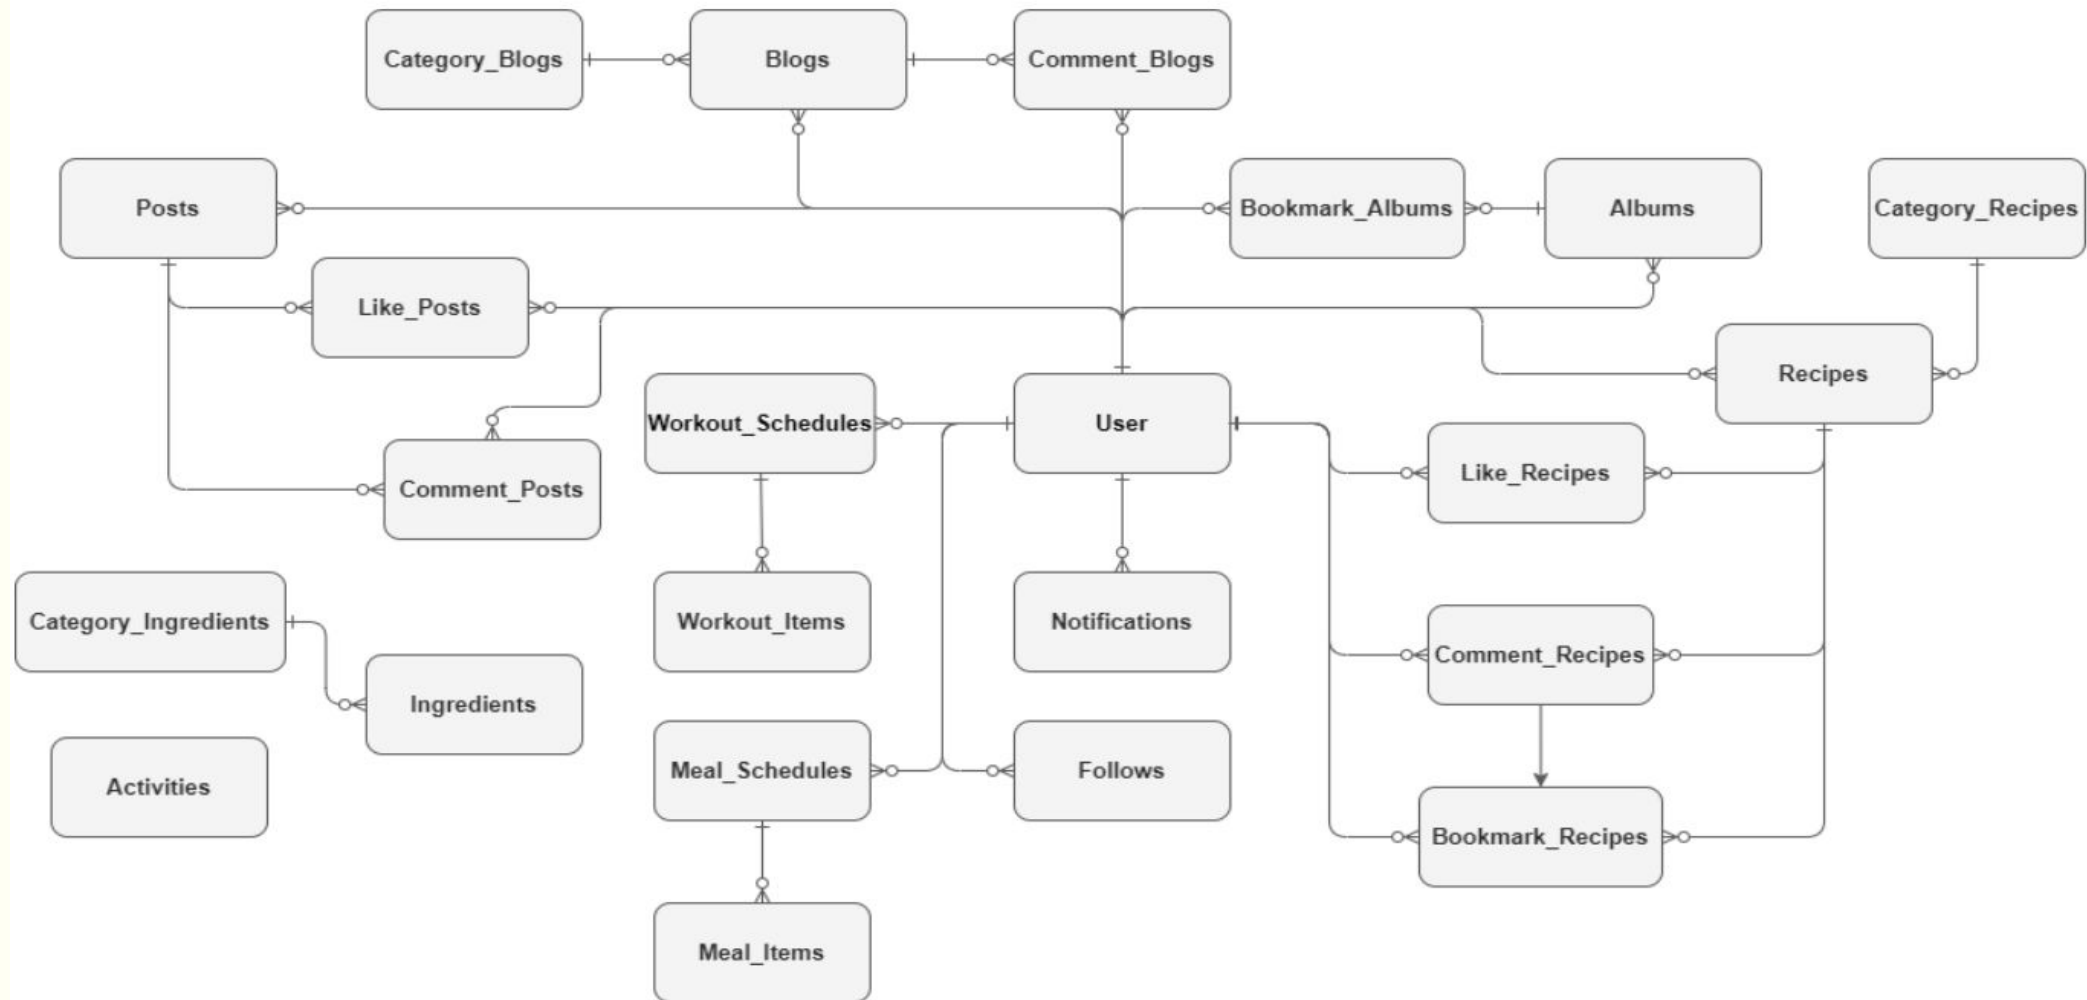 Category_Blogs
Blogs
Comment_Blogs
Posts
Bookmark_Albums
Albums
Category_Recipes
Like_Posts
Recipes
Workout_Schedules
User
Like_Recipes
Comment_Posts
Category_Ingredients
Workout_Items
Notifications
Comment_Recipes
Ingredients
Activities
Meal_Schedules
Follows
Bookmark_Recipes
Meal_Items